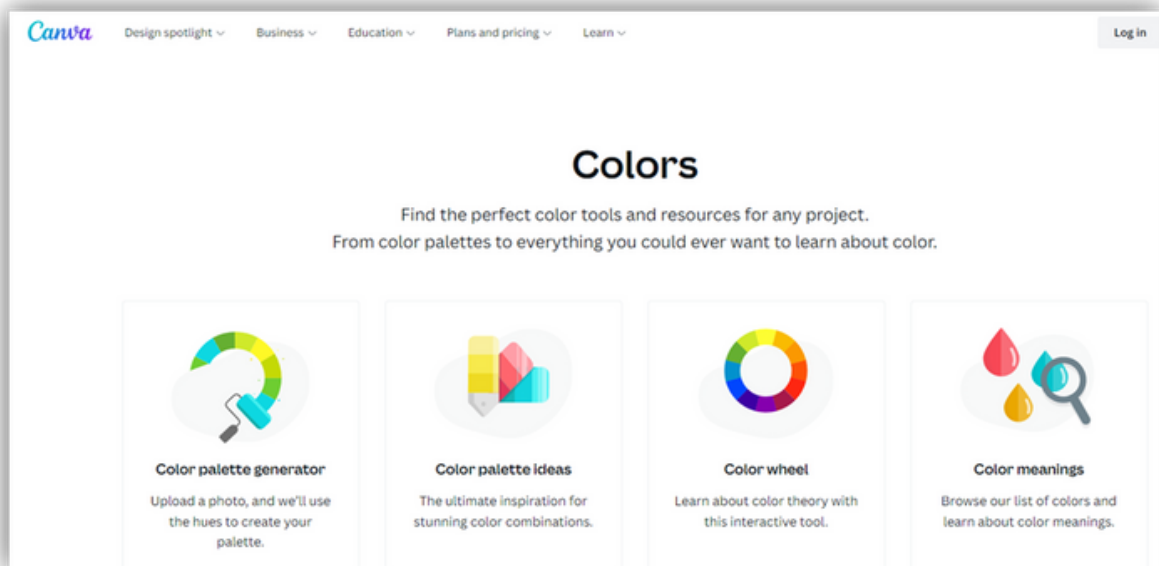 Canva Design spotlight Business Education Plans and pricing Learn Log in
Colors
Find the perfect color tools and resources for any project.
From color palettes to everything you could ever want to learn about color.
Color palette generator
Upload a photo, and we'll use
the hues to create your
palette.
Color palette ideas
The ultimate inspiration for
stunning color combinations.
Color wheel
Learn about color theory with
this interactive tool.
Color meanings
Browse our list of colors and
learn about color meanings.